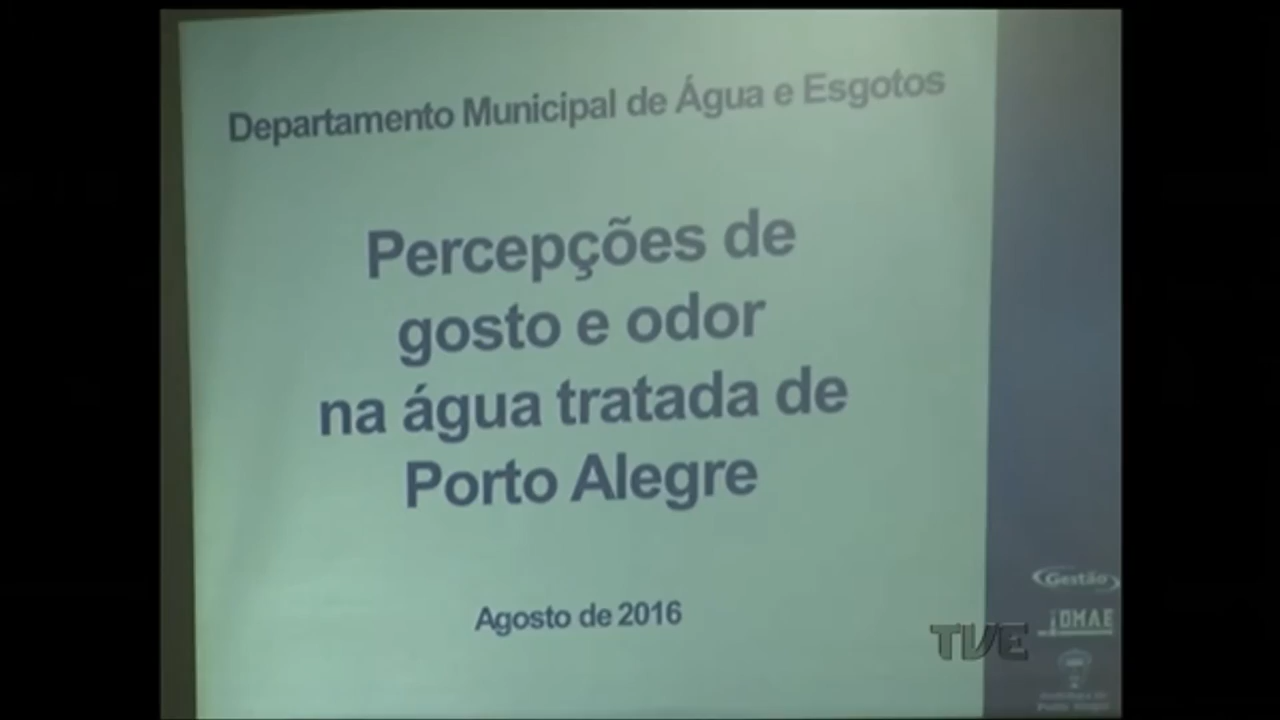 Departamento Municipal de Água e Esgotos
Percepções de
gosto e odor
na água tratada de
Porto Alegre
Agosto de 2016
Gestão
DMAE
TVE